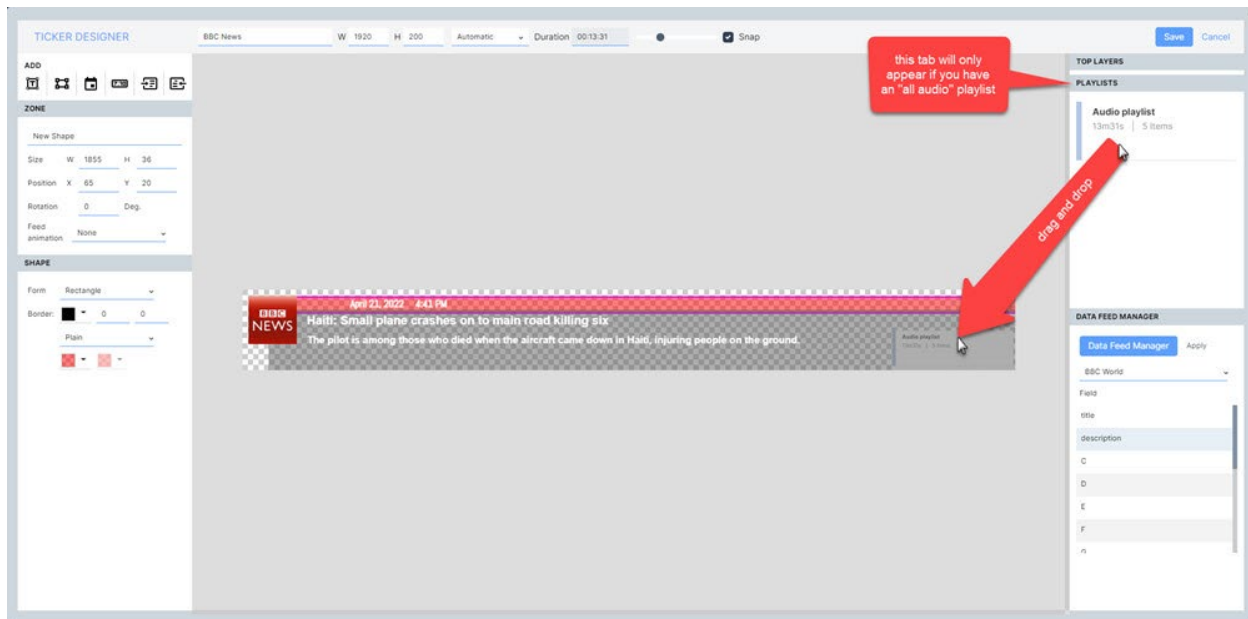 TICKER DESIGNER
BBC News
W 1920 H 200
Automatic
Duration 00:13:31
Snap
Save Cancel
ADD
ZONE
New Shape
Size W 1855 H 36
Position X 65 Y 20
Rotation 0 Deg.
Feed
animation None
SHAPE
Form Rectangle
Border: 0 0
Plain
this tab will only
appear if you have
an "all audio" playlist
TOP LAYERS
PLAYLISTS
Audio playlist
13m31s | 5 items
drag and drop
April 21, 2022 4:41 PM
BBC
NEWS
Haiti: Small plane crashes on to main road killing six
The pilot is among those who died when the aircraft came down in Haiti, injuring people on the ground.
Audio playlist
13m31s | 5 items
DATA FEED MANAGER
Data Feed Manager Apply
BBC World
Field
title
description
C
D
E
F